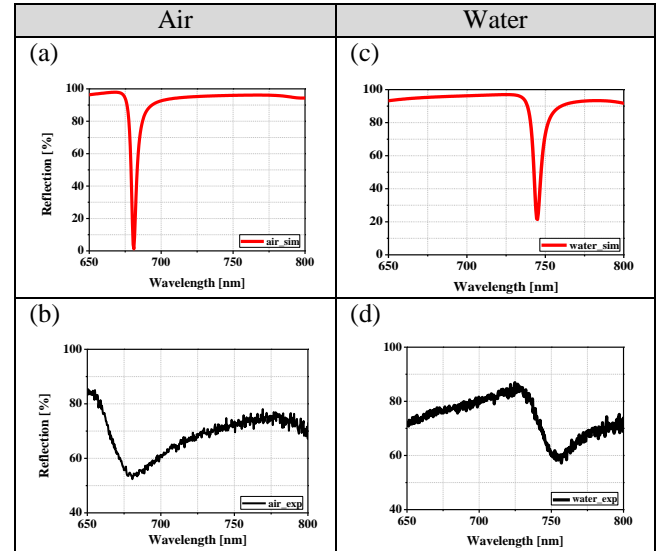 Air
Water
(a)
100
80
60
40
20
0
Reflection [%]
air_sim
650
700
750
800
Wavelength [nm]
(c)
100
80
60
40
20
0
water_sim
650
700
750
800
Wavelength [nm]
(b)
100
80
60
40
Reflection [%]
air_exp
650
700
750
800
Wavelength [nm]
(d)
100
80
60
40
water_exp
650
700
750
800
Wavelength [nm]